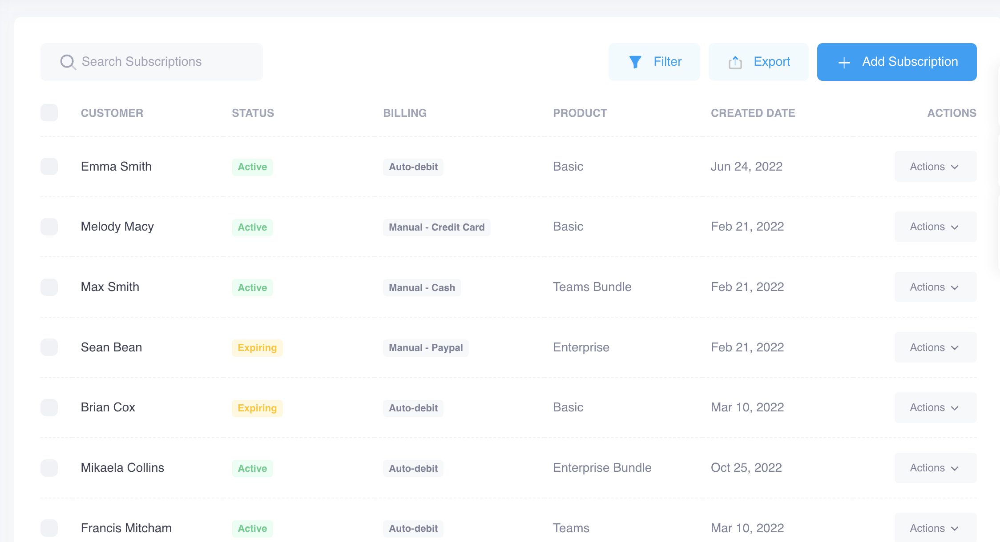 Search Subscriptions Filter Export Add Subscription
CUSTOMER STATUS BILLING PRODUCT CREATED DATE ACTIONS
Emma Smith Active Auto-debit Basic Jun 24, 2022 Actions
Melody Macy Active Manual - Credit Card Basic Feb 21, 2022 Actions
Max Smith Active Manual - Cash Teams Bundle Feb 21, 2022 Actions
Sean Bean Expiring Manual - Paypal Enterprise Feb 21, 2022 Actions
Brian Cox Expiring Auto-debit Basic Mar 10, 2022 Actions
Mikaela Collins Active Auto-debit Enterprise Bundle Oct 25, 2022 Actions
Francis Mitcham Active Auto-debit Teams Mar 10, 2022 Actions